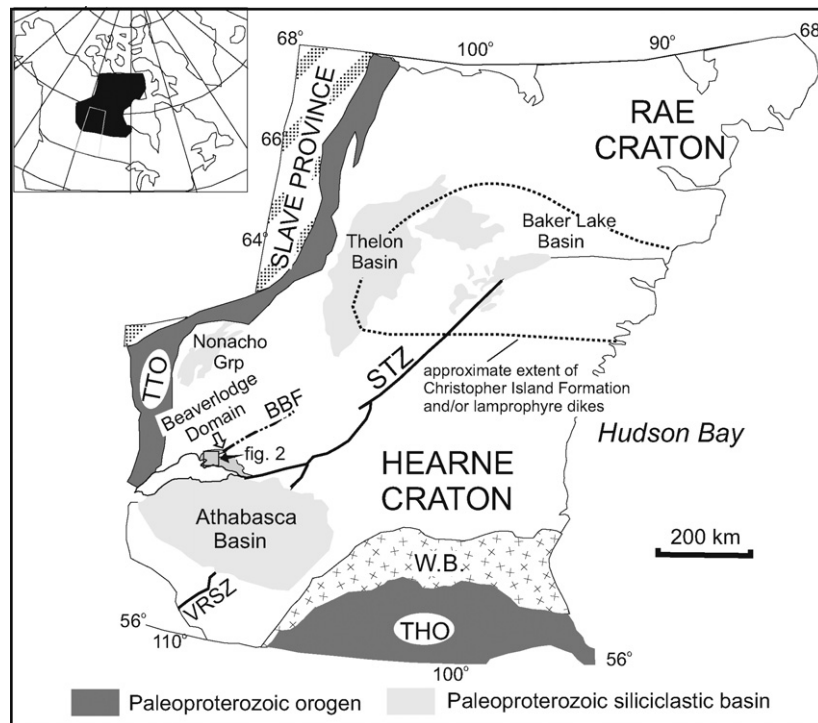 68°
100°
90°
68
RAE
CRATON
SLAVE PROVINCE
66°
64°
Thelon
Basin
Baker Lake
Basin
Nonacho
Grp
TTO
Beaverlodge
Domain
BBF
STZ
approximate extent of
Christopher Island Formation
and/or lamprophyre dikes
fig. 2
Hudson Bay
HEARNE
CRATON
Athabasca
Basin
200 km
W.B.
VRSZ
THO
56°
110°
100°
56°
Paleoproterozoic orogen
Paleoproterozoic siliciclastic basin